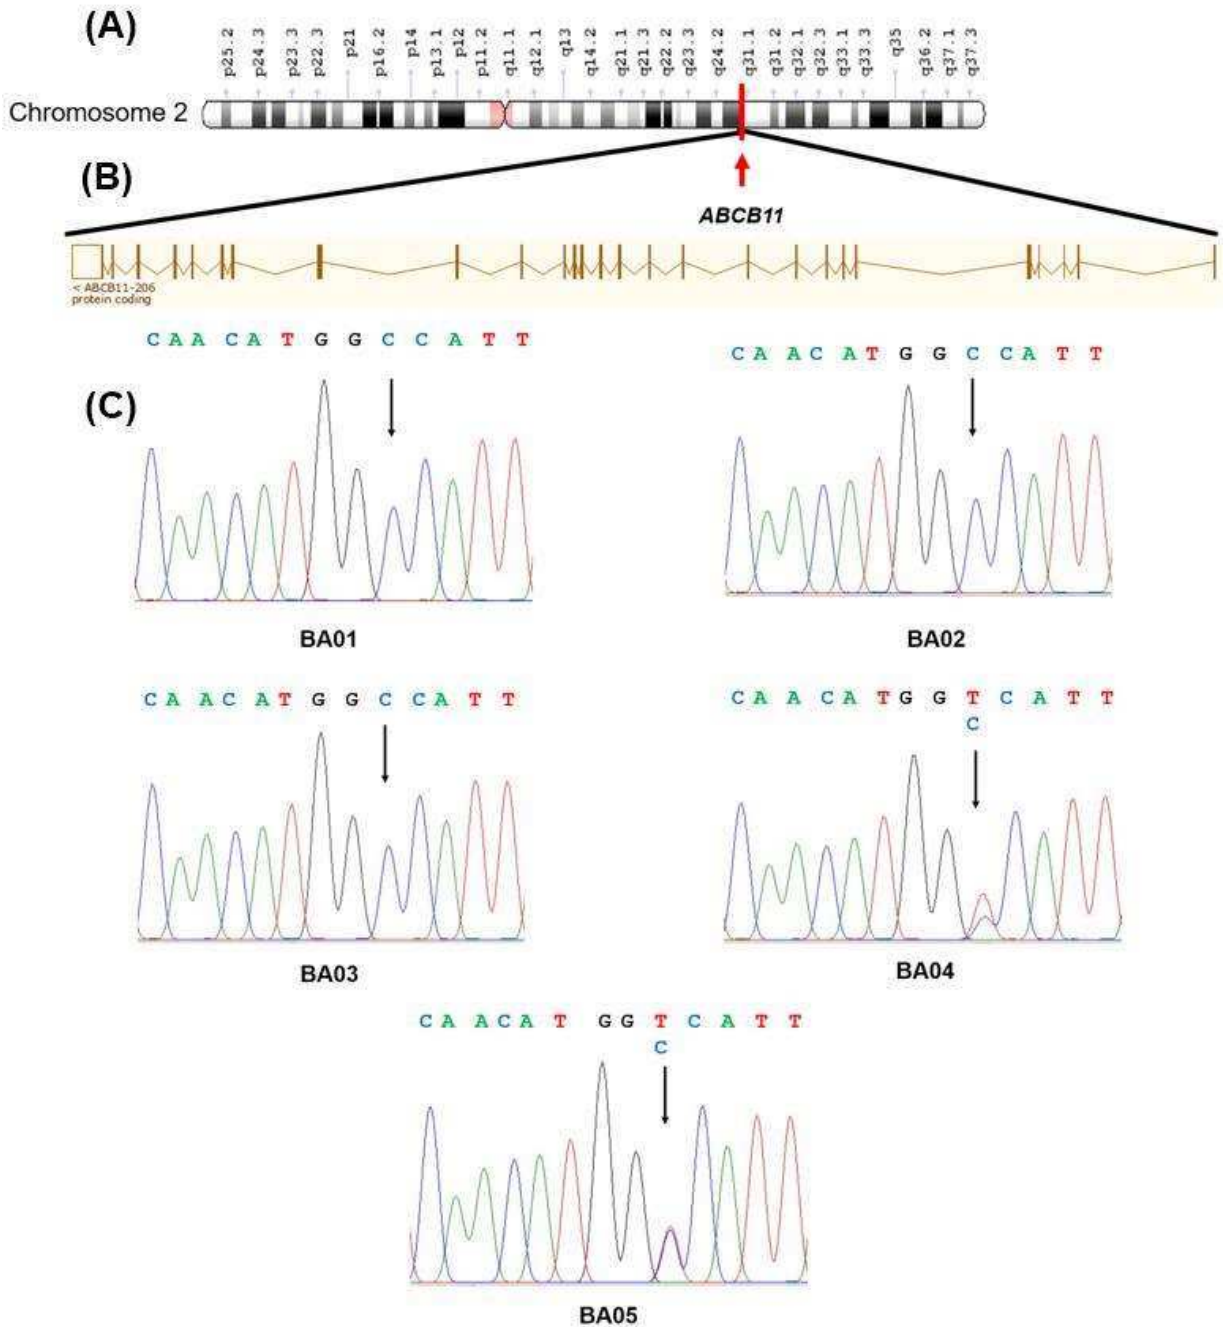 (A)
p25.2 p24.3 p23.3 p22.3 p21 p16.2 p14 p13.1 p12 p11.2 q11.1 q12.1 q13 q14.2 q21.1 q21.3 q22.2 q23.3 q24.2 q31.1 q31.2 q32.1 q32.3 q33.1 q33.3 q35 q36.2 q37.1 q37.3
Chromosome 2
(B)
ABCB11
< ABCB11-206
protein coding
C A A C A T G G C C A T T
C A A C A T G G C C A T T
(C)
BA01
BA02
C A A C A T G G C C A T T
C A A C A T G G T C A T T
C
BA03
BA04
C A A C A T G G T C A T T
C
BA05